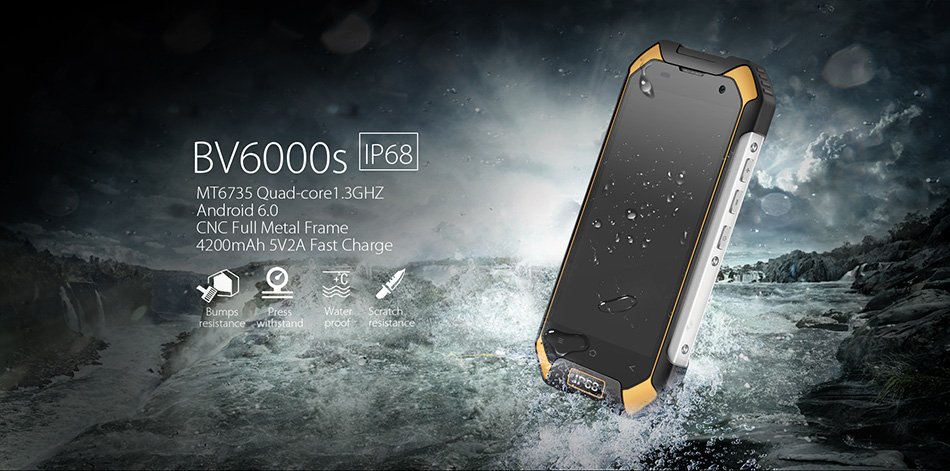 BV6000s IP68
MT6735 Quad-core1.3GHZ
Android 6.0
CNC Full Metal Frame
4200mAh 5V2A Fast Charge
+C
Bumps resistance
Press withstand
Water proof
Scratch resistance
IP68